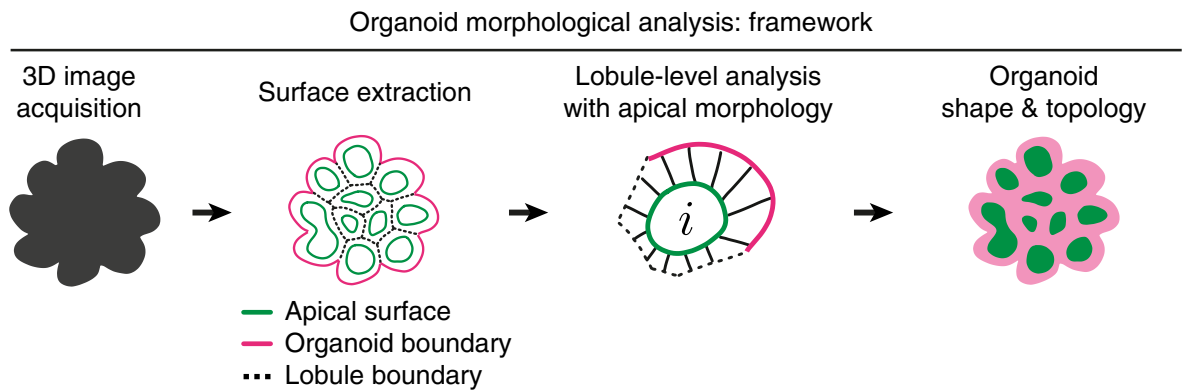 Organoid morphological analysis: framework
3D image
acquisition
Surface extraction
Lobule-level analysis
with apical morphology
Organoid
shape & topology
i
Apical surface
Organoid boundary
Lobule boundary